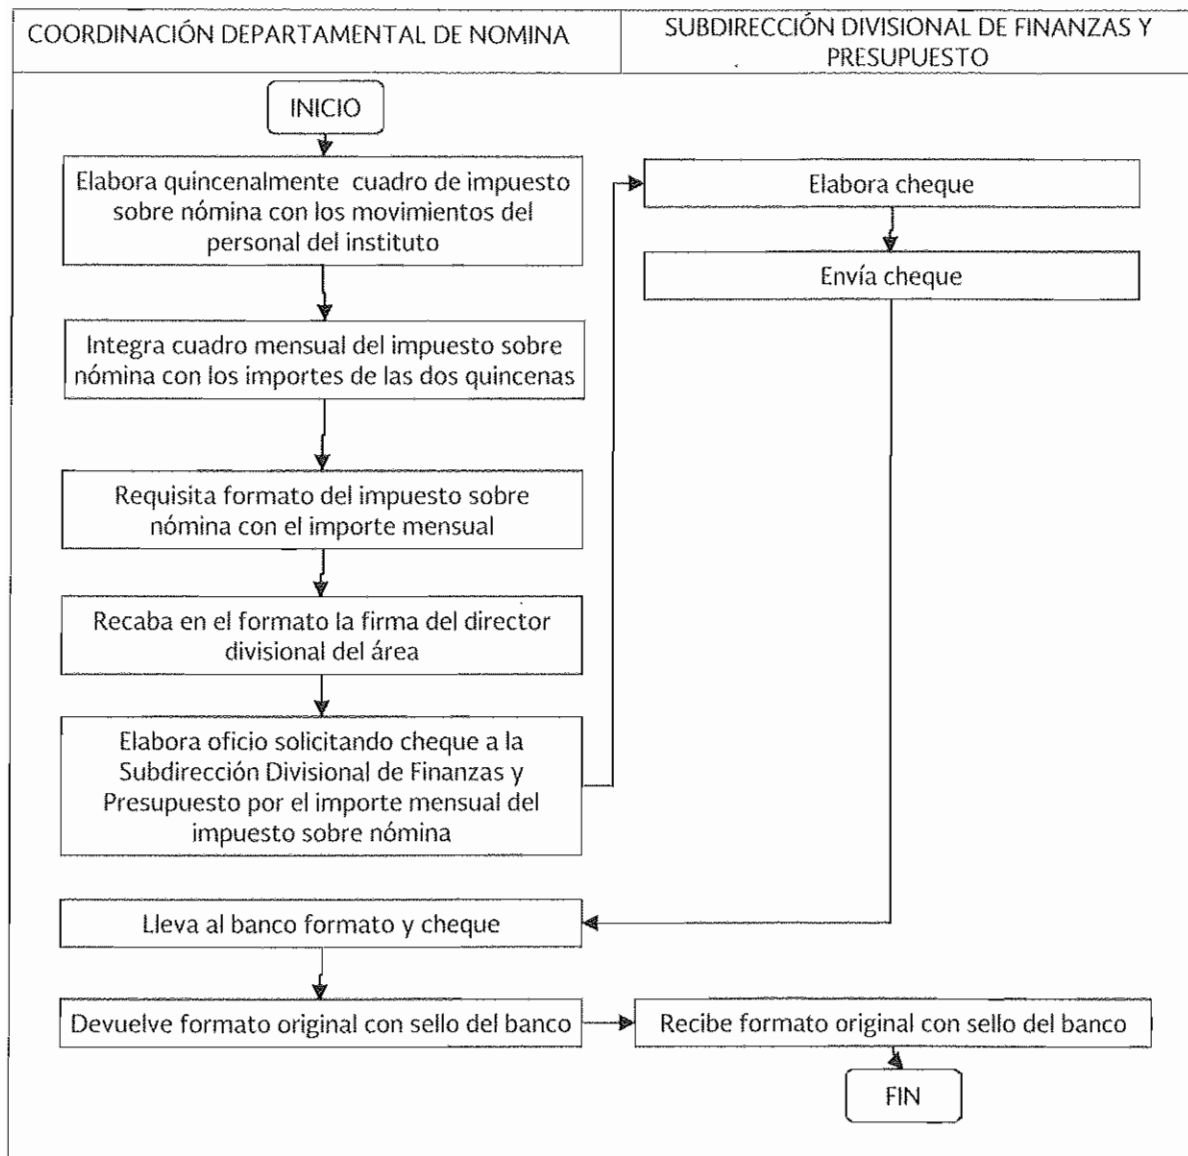 COORDINACIÓN DEPARTAMENTAL DE NOMINA
SUBDIRECCIÓN DIVISIONAL DE FINANZAS Y
PRESUPUESTO
INICIO
Elabora quincenalmente cuadro de impuesto
sobre nómina con los movimientos del
personal del instituto
Integra cuadro mensual del impuesto sobre
nómina con los importes de las dos quincenas
Requisita formato del impuesto sobre
nómina con el importe mensual
Recaba en el formato la firma del director
divisional del área
Elabora oficio solicitando cheque a la
Subdirección Divisional de Finanzas y
Presupuesto por el importe mensual del
impuesto sobre nómina
Elabora cheque
Envía cheque
Lleva al banco formato y cheque
Devuelve formato original con sello del banco
Recibe formato original con sello del banco
FIN